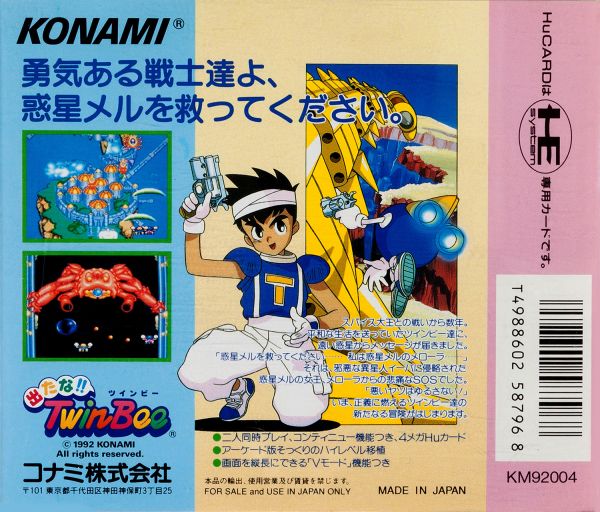 KONAMI®
勇気ある戦士達よ、
惑星メルを救ってください。
T
スパイス大王との戦いから数年。
平和な生活を送っていたツインビー達に、
遠い惑星からメッセージが届きました。
「惑星メルを救ってください……私は惑星メルのメローラ……」
それは、邪悪な異星人イーバに侵略された
惑星メルの女王、メローラからの悲痛なSOSでした。
「悪いヤツはゆるさない!」
いま、正義に燃えるツインビー達の
新たなる冒険がはじまります。
●二人同時プレイ、コンティニュー機能つき、4メガHuカード
●アーケード版そっくりのハイレベル移植
●画面を縦長にできる「Vモード」機能つき
本品の輸出、使用営業及び賃貸を禁じます。
FOR SALE and USE IN JAPAN ONLY
MADE IN JAPAN
出たな!!
ツインビー
TwinBee®
© 1992 KONAMI
All rights reserved.
コナミ株式会社
〒101 東京都千代田区神田神保町3丁目25
HuCARDは
HE
system
専用カードです。
T4988602 587968
KM92004